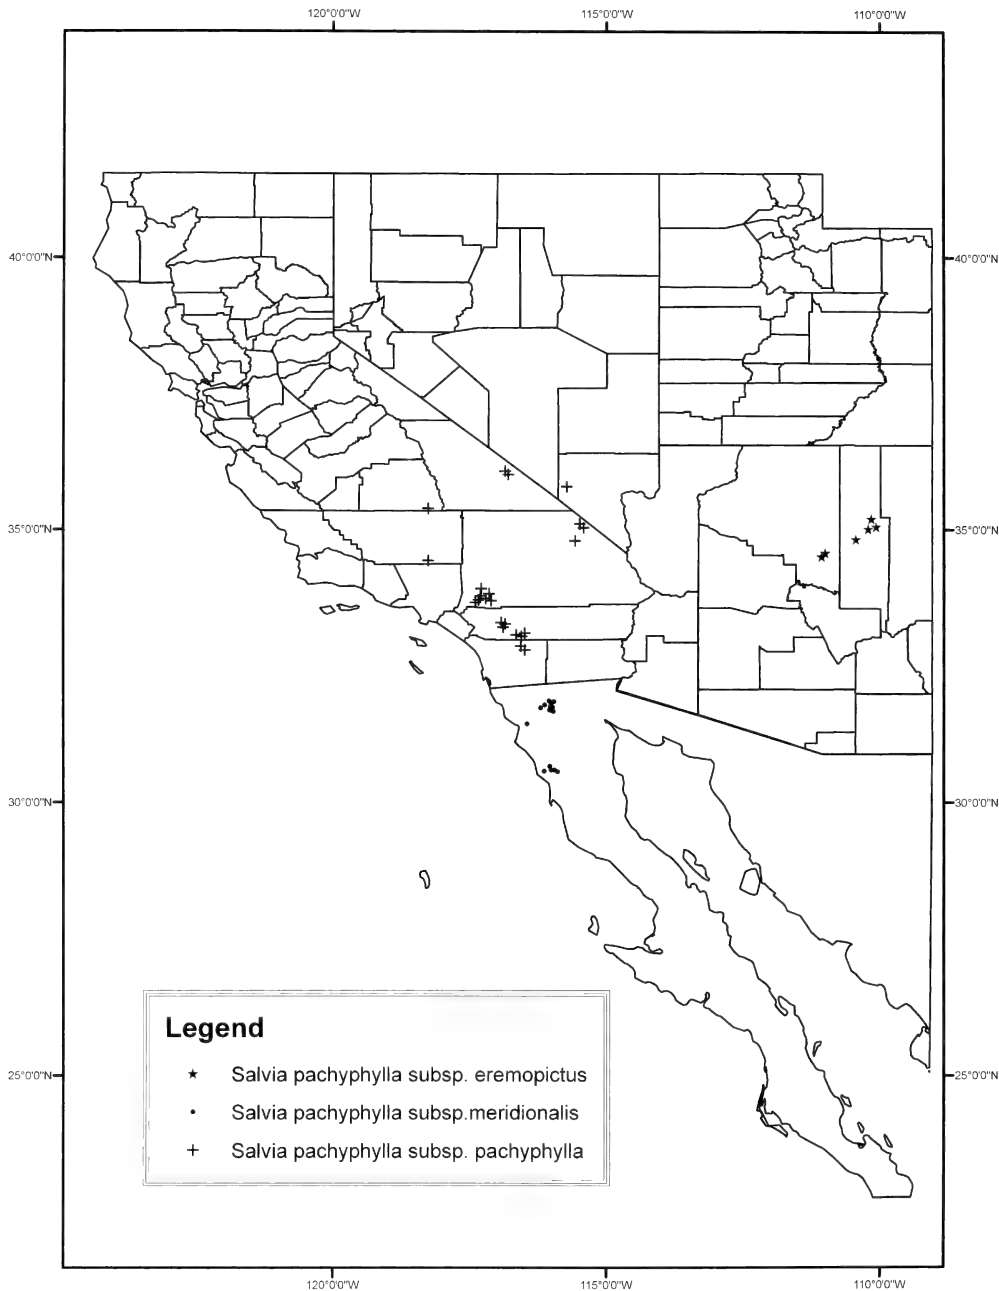 120°0'0"W 115°0'0"W 110°0'0"W
40°0'0"N 40°0'0"N
35°0'0"N 35°0'0"N
30°0'0"N 30°0'0"N
25°0'0"N 25°0'0"N
Legend
Salvia pachyphylla subsp. eremopictus
Salvia pachyphylla subsp.meridionalis
Salvia pachyphylla subsp. pachyphylla
120°0'0"W 115°0'0"W 110°0'0"W